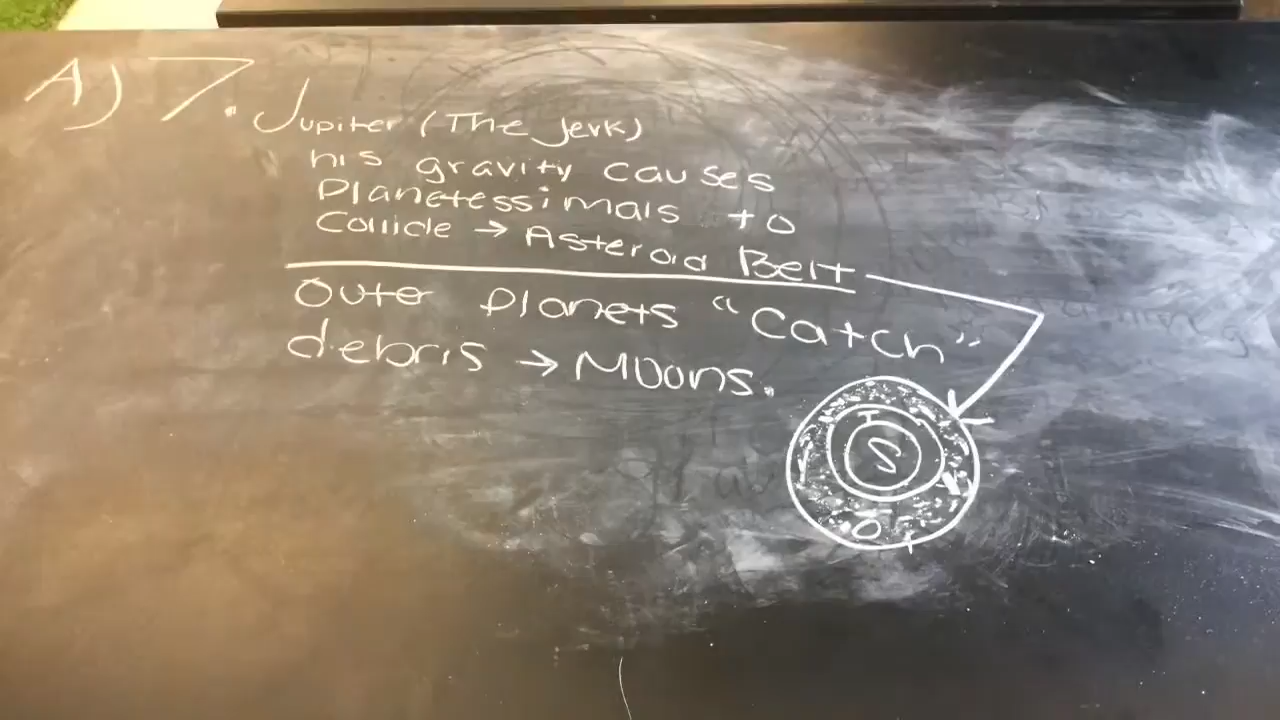 A) 7. Jupiter (The Jerk)
his gravity causes
Planetessimals to
Collide → Asteroid Belt
Outer Planets "Catch"
debris → Moons.
I
S
O